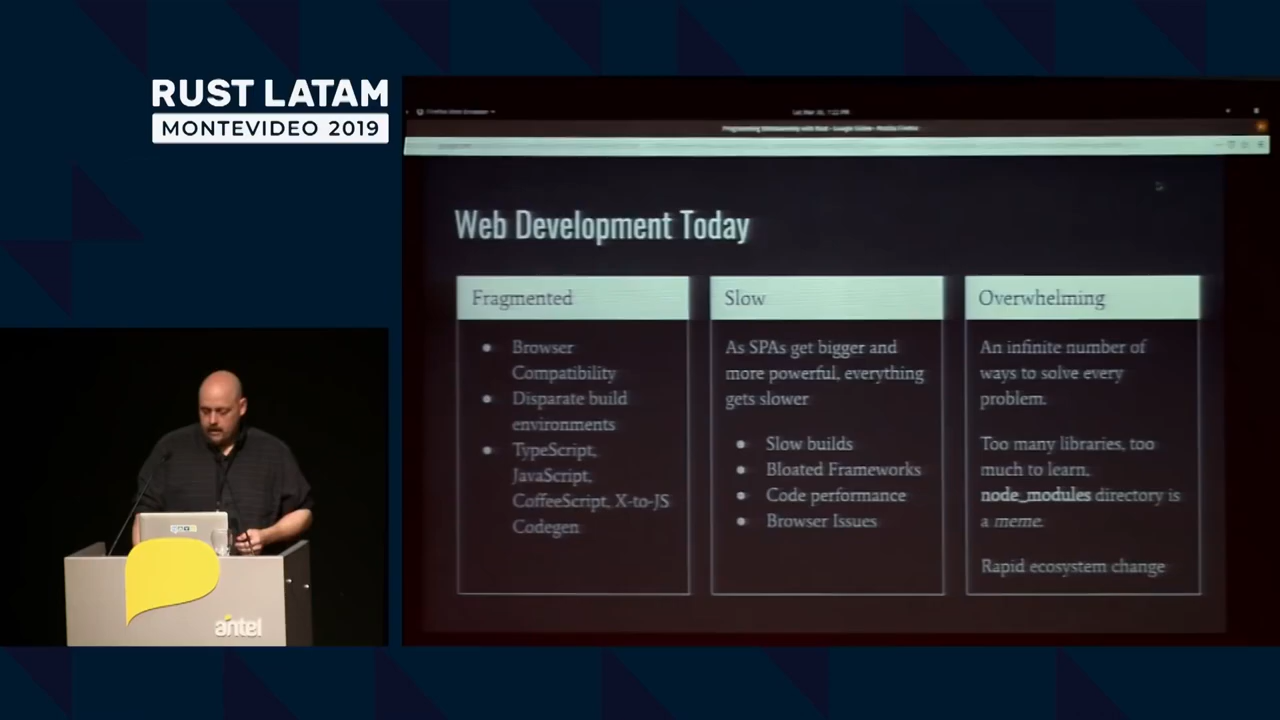 RUST LATAM
MONTEVIDEO 2019
Web Development Today
Fragmented
Browser
Compatibility
Disparate build
environments
TypeScript,
JavaScript,
CoffeeScript, X-to-JS
Codegen
Slow
As SPAs get bigger and
more powerful, everything
gets slower
Slow builds
Bloated Frameworks
Code performance
Browser Issues
Overwhelming
An infinite number of
ways to solve every
problem.
Too many libraries, too
much to learn,
node_modules directory is
a meme.
Rapid ecosystem change
antel